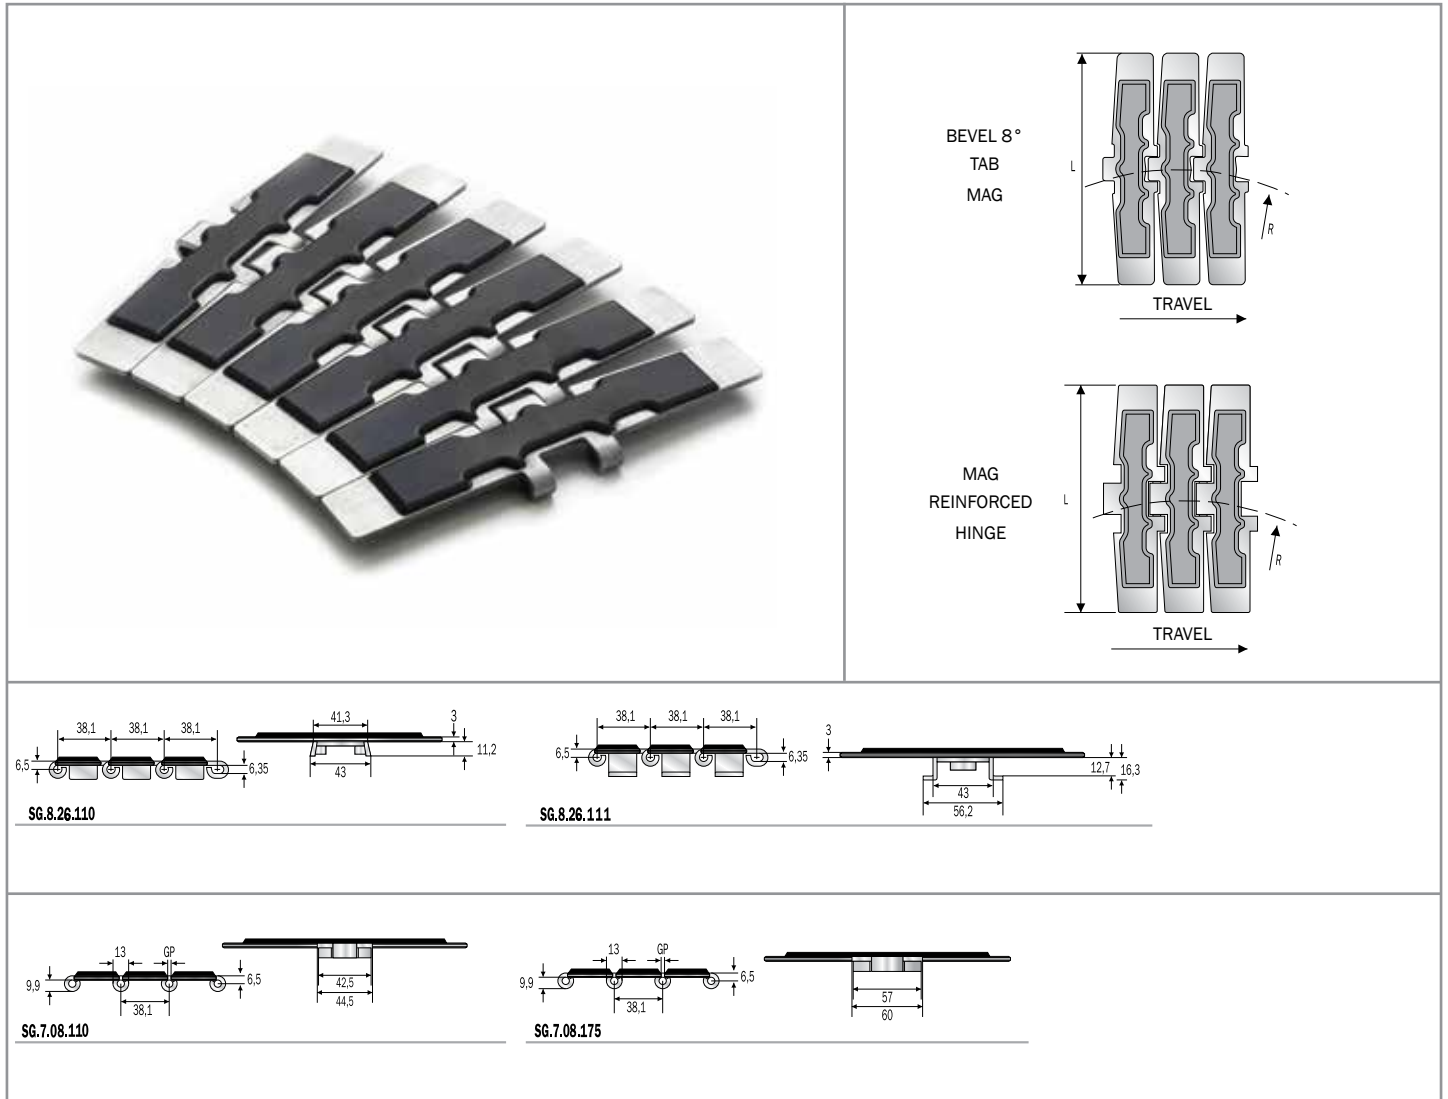 BEVEL 8°
TAB
MAG
L
R
TRAVEL
MAG
REINFORCED
HINGE
L
R
TRAVEL
38,1 38,1 38,1
6,5
6,35
41,3
3
11,2
43
SG.8.26.110
38,1 38,1 38,1
6,5
6,35
3
12,7
16,3
43
56,2
SG.8.26.111
13 GP
9,9
6,5
38,1
42,5
44,5
SG.7.08.110
13 GP
9,9
6,5
38,1
57
60
SG.7.08.175